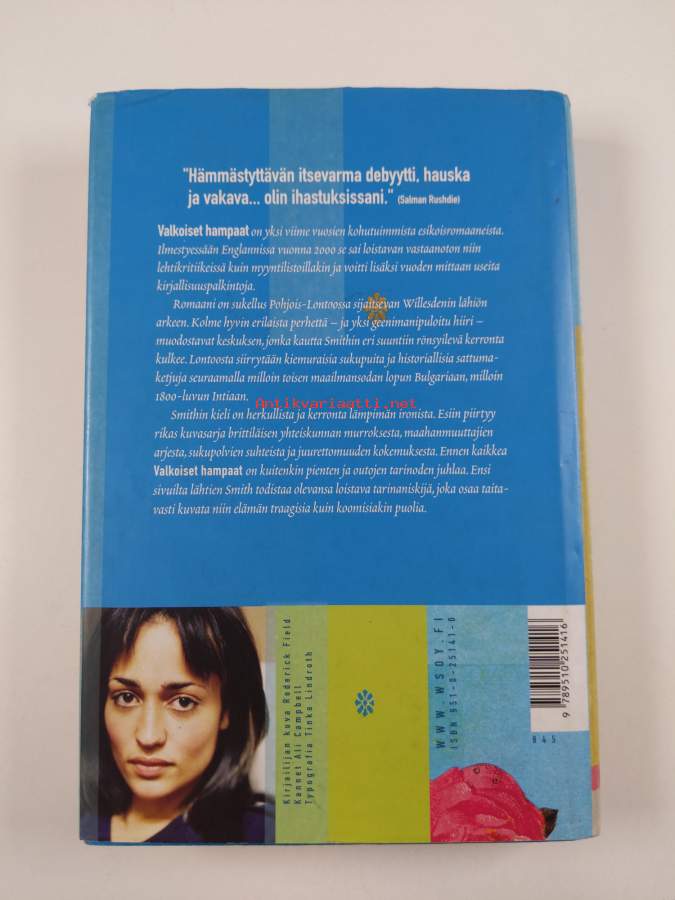 "Hämmästyttävän itsevarma debyytti, hauska
ja vakava... olin ihastuksissani." (Salman Rushdie)
Valkoiset hampaat on yksi viime vuosien kohutuimmista esikoisromaaneista.
Ilmestyessään Englannissa vuonna 2000 se sai loistavan vastaanoton niin
lehtikritiikeissä kuin myyntilistoillakin ja voitti lisäksi vuoden mittaan useita
kirjallisuuspalkintoja.
Romaani on sukellus Pohjois-Lontoossa sijaitsevan Willesdenin lähiön
arkeen. Kolme hyvin erilaista perhettä – ja yksi geenimanipuloitu hiiri –
muodostavat keskuksen, jonka kautta Smithin eri suuntiin rönsyilevä kerronta
kulkee. Lontoosta siirrytään kiemuraisia sukupuita ja historiallisia sattuma-
ketjuja seuraamalla milloin toisen maailmansodan lopun Bulgariaan, milloin
1800-luvun Intiaan.
Antikvariaatti.net
Smithin kieli on herkullista ja kerronta lämpimän ironista. Esiin piirtyy
rikas kuvasarja brittiläisen yhteiskunnan murroksesta, maahanmuuttajien
arjesta, sukupolvien suhteista ja juurettomuuden kokemuksesta. Ennen kaikkea
Valkoiset hampaat on kuitenkin pienten ja outojen tarinoden juhlaa. Ensi
sivuilta lähtien Smith todistaa olevansa loistava tarinaniskijä, joka osaa taita-
vasti kuvata niin elämän traagisia kuin koomisiakin puolia.
Kirjailijan kuva Roderick Field
Kannet Ali Campbell
Typografia Tinka Lindroth
WWW.WSOY.FI
ISBN 951-0-25141-0
9 789510 251416
84.5